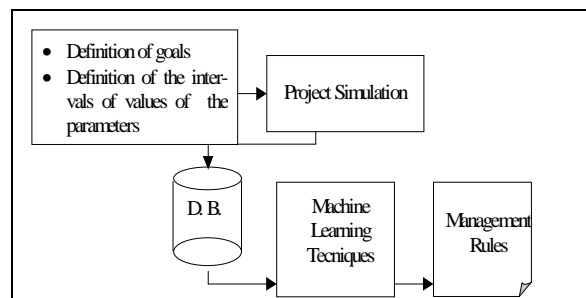 • Definition of goals
• Definition of the inter-
vals of values of the
parameters
Project Simulation
D. B.
Machine
Learning
Tecniques
Management
Rules